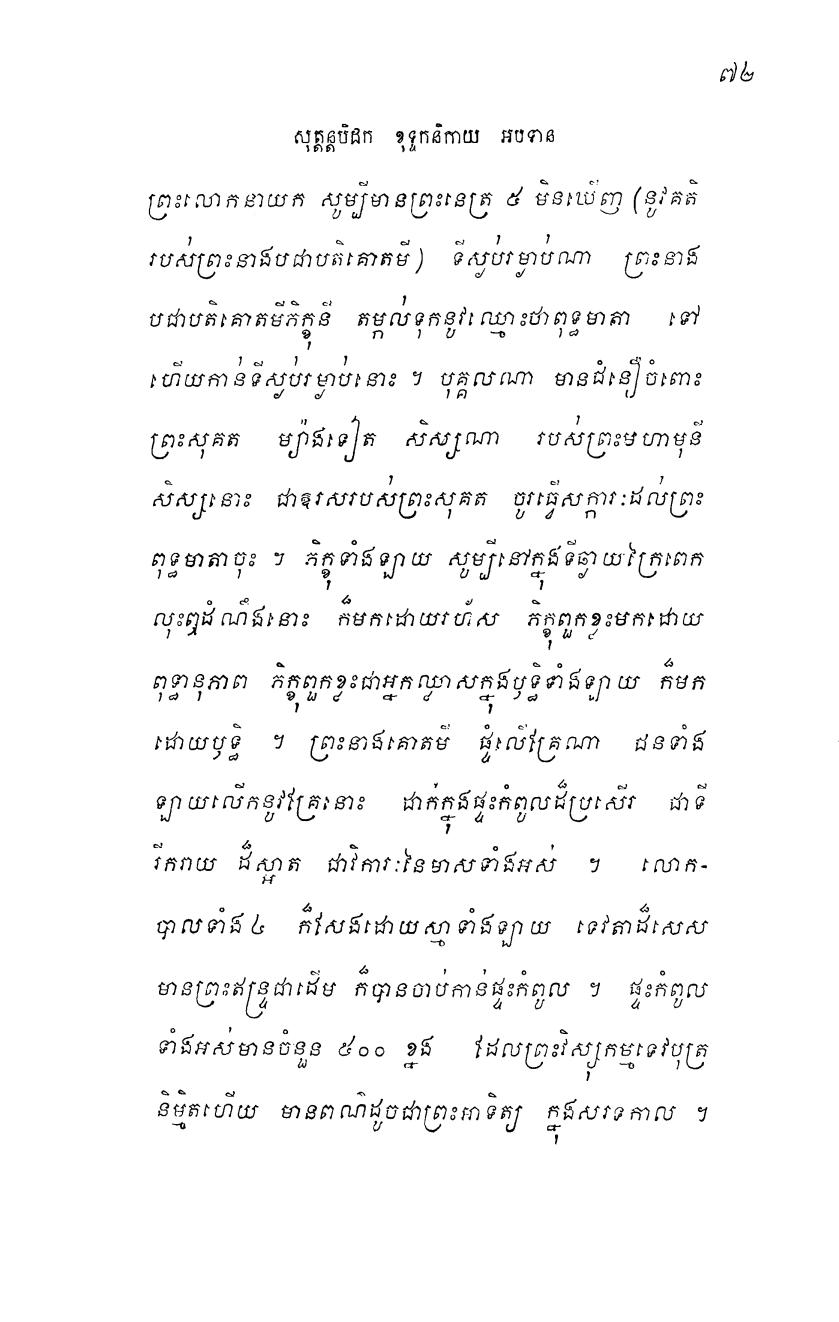 ៧៤
សុត្តន្តបិដក ខុទ្ទកនិកាយ អបទាន
ព្រះលោកនាយក សូម្បីមានព្រះនេត្រ ៥ មិនឃើញ (នូវគតិ
របស់ព្រះនាងបជាបតិគោតមី) ទីស្ងប់រម្ងាប់ណា ព្រះនាង
បជាបតិគោតមីភិក្ខុនី តម្កល់ទុកនូវឈ្មោះថាពុទ្ធមាតា ទៅ
ហើយកាន់ទីស្ងប់រម្ងាប់នោះ ។ បុគ្គលណា មានជំនឿចំពោះ
ព្រះសុគត ម្យ៉ាងទៀត សិស្សណា របស់ព្រះមហាមុនី
សិស្សនោះ ជាឱរសរបស់ព្រះសុគត ចូរធ្វើសក្ការៈដល់ព្រះ
ពុទ្ធមាតាចុះ ។ ភិក្ខុទាំងឡាយ សូម្បីនៅក្នុងទីឆ្ងាយក្រៃពេក
លុះឮដំណឹងនោះ ក៏មកដោយរហ័ស ភិក្ខុពួកខ្លះមកដោយ
ពុទ្ធានុភាព ភិក្ខុពួកខ្លះជាអ្នកឈ្លាសក្នុងឫទ្ធិទាំងឡាយ ក៏មក
ដោយឫទ្ធិ ។ ព្រះនាងគោតមី ផ្ទំលើគ្រែណា ជនទាំង
ឡាយលើកនូវគ្រែនោះ ដាក់ក្នុងផ្ទះកំពូលដ៏ប្រសើរ ជាទី
រីករាយ ដ៏ស្អាត ជាវិការៈនៃមាសទាំងអស់ ។ លោក-
បាលទាំង៤ ក៏សែងដោយស្មាទាំងឡាយ ទេវតាដ៏សេស
មានព្រះឥន្ទ្រជាដើម ក៏បានចាប់កាន់ផ្ទះកំពូល ។ ផ្ទះកំពូល
ទាំងអស់មានចំនួន ៥០០ ខ្នង ដែលព្រះវិស្សុកម្មទេវបុត្រ
និម្មិតហើយ មានពណ៌ដូចជាព្រះអាទិត្យ ក្នុងសរទកាល ។